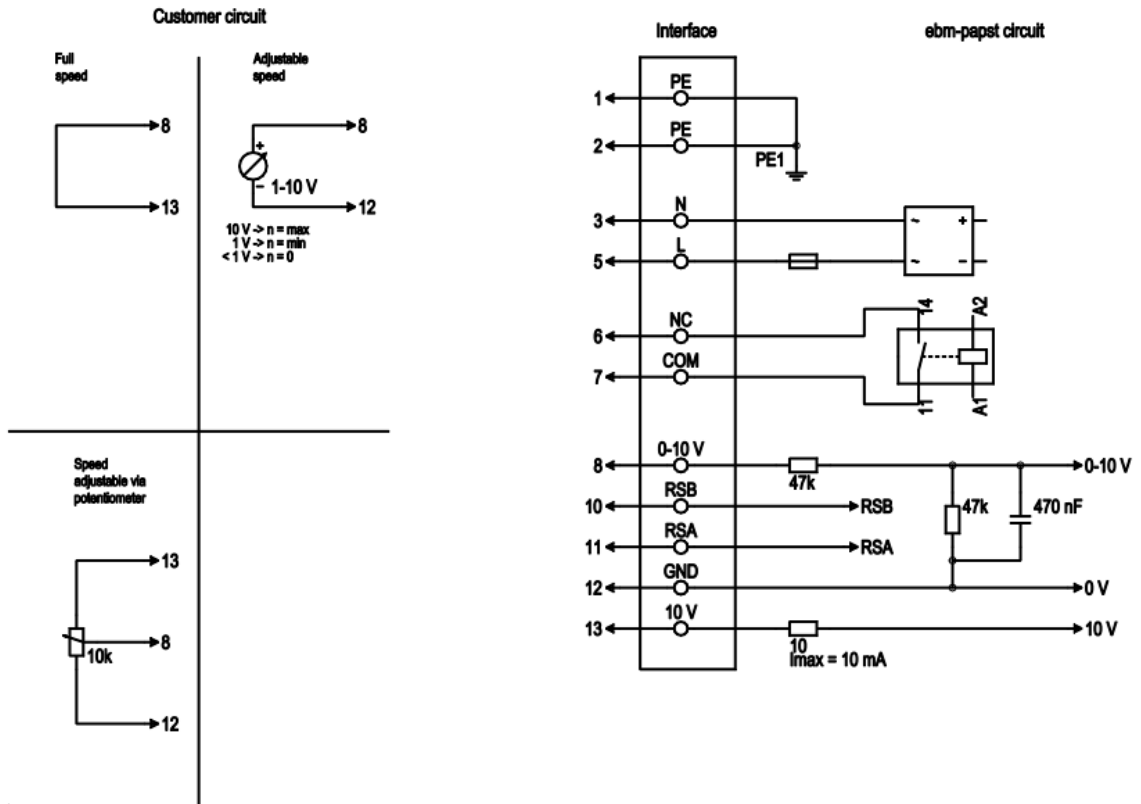 Customer circuit
Full
speed
8
13
Adjustable
speed
8
+
–
1-10 V
12
10 V -> n = max
1 V -> n = min
< 1 V -> n = 0
Speed
adjustable via
potentiometer
13
8
10k
12
Interface
ebm-papst circuit
1
PE
2
PE
PE1
3
N
~
+
5
L
~
–
6
NC
14
A2
7
COM
11
A1
8
0-10 V
47k
0-10 V
10
RSB
RSB
47k
470 nF
11
RSA
RSA
12
GND
0 V
13
10 V
10
Imax = 10 mA
10 V